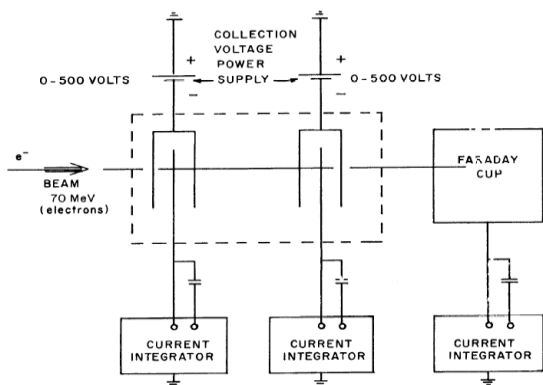 COLLECTION
VOLTAGE
POWER
SUPPLY
+
+
0-500 VOLTS
0-500 VOLTS
−
−
e⁻
BEAM
70 MeV
(electrons)
FARADAY
CUP
CURRENT
INTEGRATOR
CURRENT
INTEGRATOR
CURRENT
INTEGRATOR